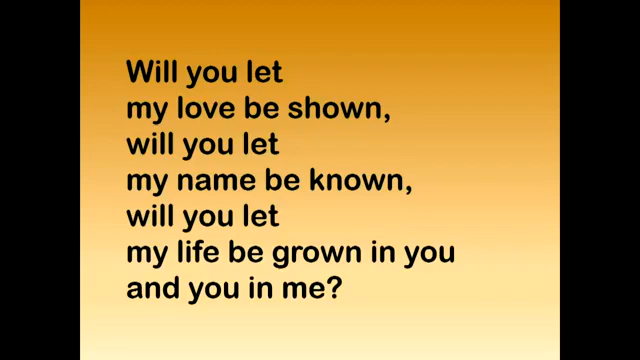 Will you let
my love be shown,
will you let
my name be known,
will you let
my life be grown in you
and you in me?